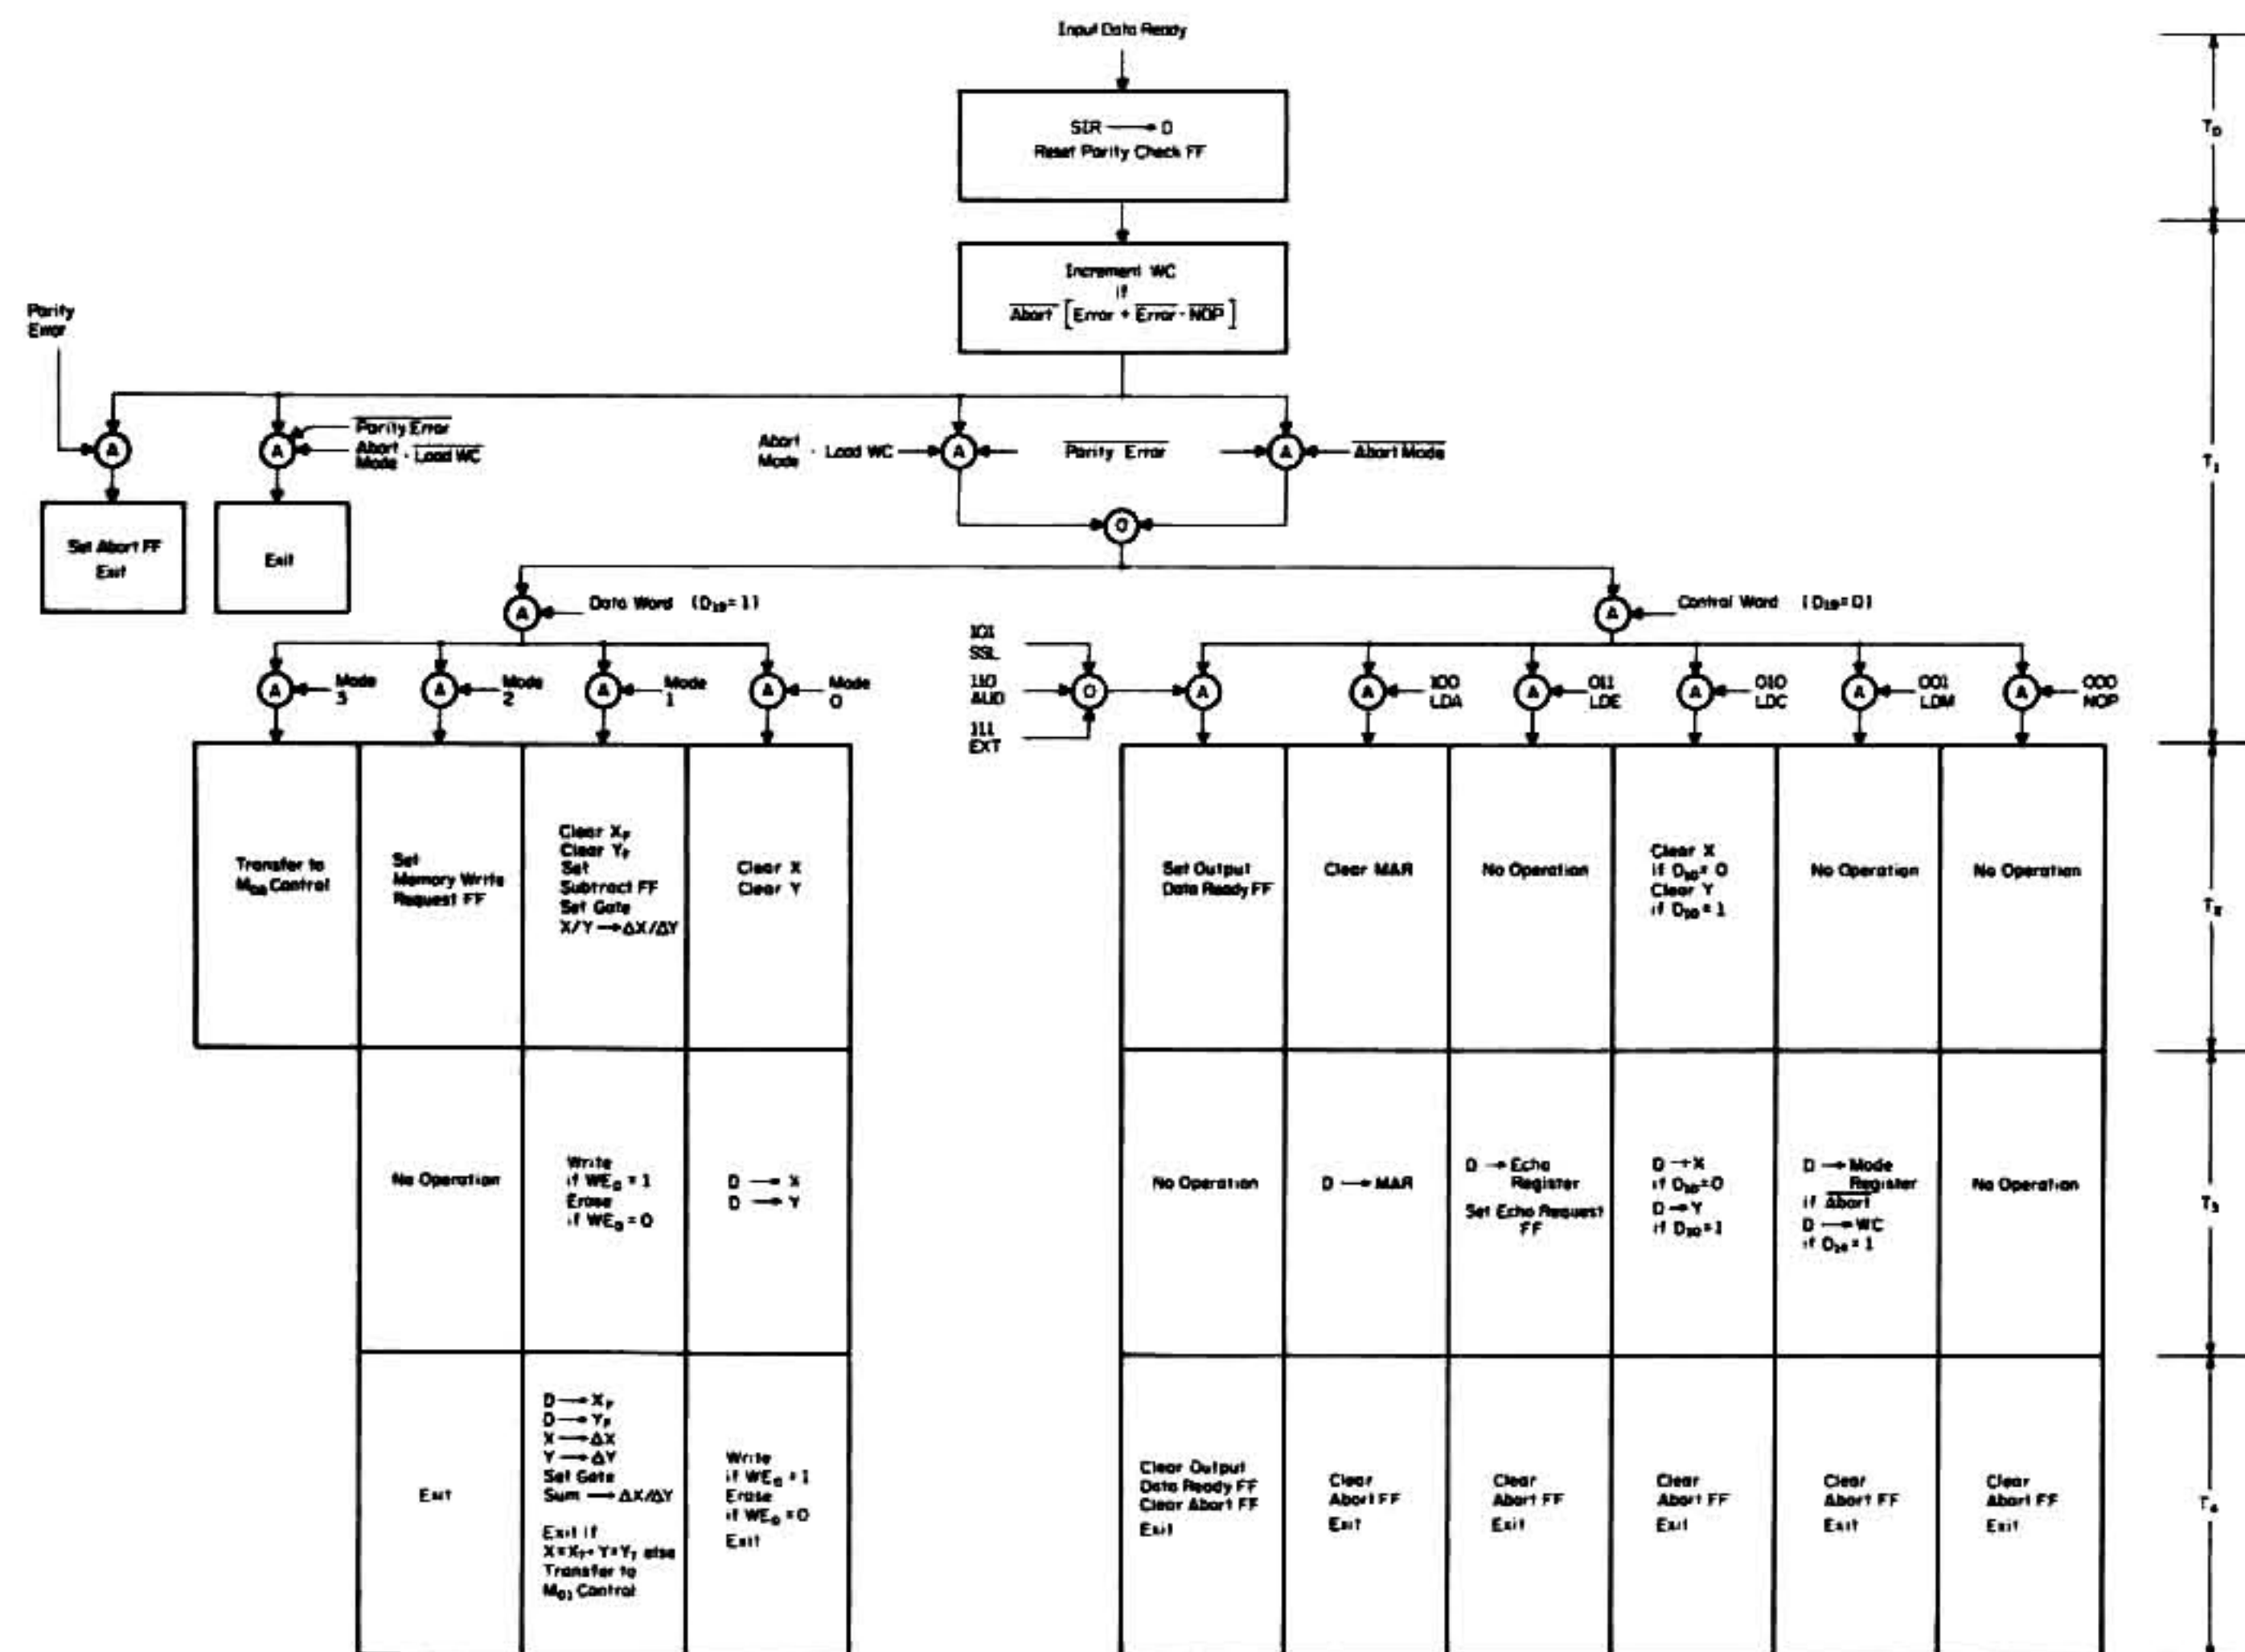 Input Data Ready
SIR → D
Reset Parity Check FF
T0
Increment WC
if
Abort [Error + Error · NOP]
Parity
Error
Parity Error
Abort
Mode · Load WC
Abort
Mode · Load WC
Parity Error
Abort Mode
A
A
A
A
T1
Set Abort FF
Exit
Exit
O
A
Data Word (D19=1)
A
Control Word (D19=0)
101
SSL
110
AUD
111
EXT
O
A
Mode
3
A
Mode
2
A
Mode
1
A
Mode
0
A
A
100
LDA
A
011
LDE
A
010
LDC
A
001
LDM
A
000
NOP
Transfer to
Control
Set
Memory Write
Request FF
Clear XF
Clear YF
Set
Subtract FF
Set Gate
X/Y → ΔX/ΔY
Clear X
Clear Y
Set Output
Data Ready FF
Clear MAR
No Operation
Clear X
if D10 = 0
Clear Y
if D10 = 1
No Operation
No Operation
T2
No Operation
Write
if WE0 = 1
Erase
if WE0 = 0
D → X
D → Y
No Operation
D → MAR
D → Echo
Register
Set Echo Request
FF
D → X
if D10 = 0
D → Y
if D10 = 1
D → Mode
Register
if Abort
D → WC
if = 1
No Operation
T3
Exit
D → XF
D → YF
X → ΔX
Y → ΔY
Set Gate
Sum → ΔX/ΔY
Exit if
X=XF · Y=YF else
Transfer to
M01 Control
Write
if WE0 = 1
Erase
if WE0 = 0
Exit
Clear Output
Data Ready FF
Clear Abort FF
Exit
Clear
Abort FF
Exit
Clear
Abort FF
Exit
Clear
Abort FF
Exit
Clear
Abort FF
Exit
Clear
Abort FF
Exit
T4